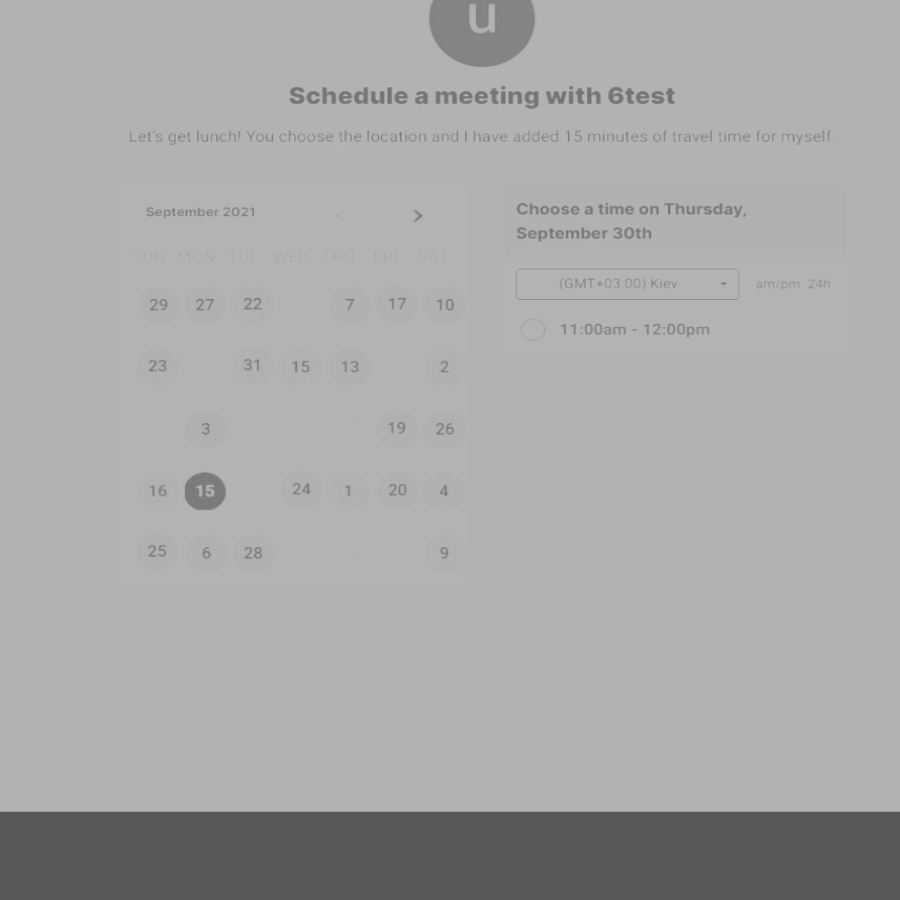 u
Schedule a meeting with 6test
Let's get lunch! You choose the location and I have added 15 minutes of travel time for myself.
September 2021
SUN MON TUE WED THU FRI SAT
29 27 22 7 17 10
23 31 15 13 2
3 19 26
16 15 24 1 20 4
25 6 28 9
Choose a time on Thursday,
September 30th
(GMT+03:00) Kiev am/pm 24h
11:00am - 12:00pm